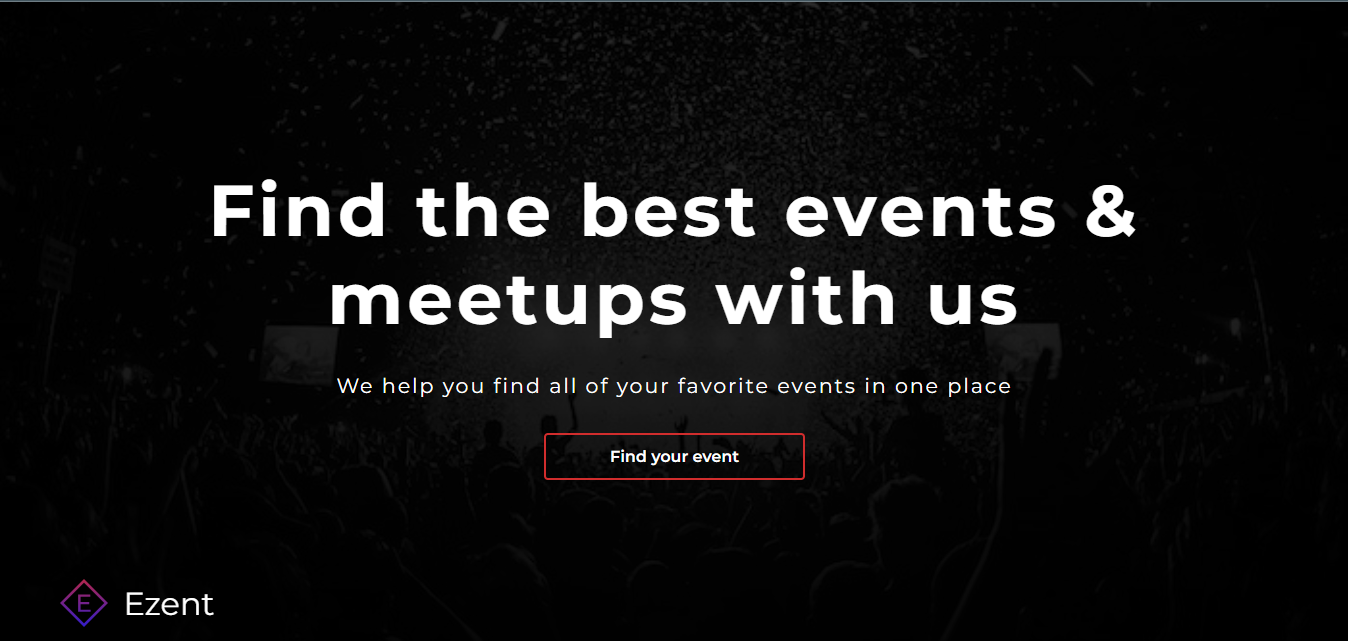 Find the best events &
meetups with us
We help you find all of your favorite events in one place
Find your event
E
Ezent